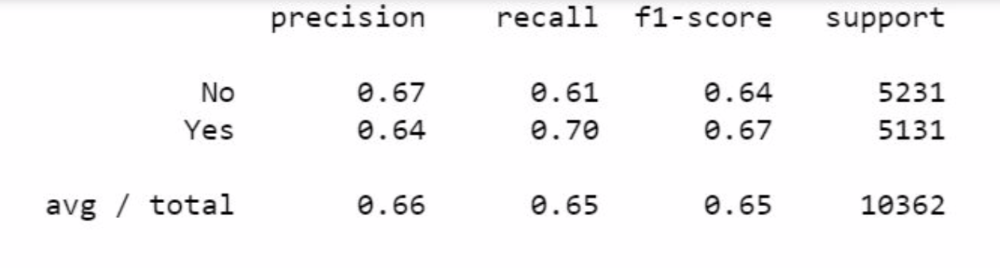 precision recall f1-score support
No 0.67 0.61 0.64 5231
Yes 0.64 0.70 0.67 5131
avg / total 0.66 0.65 0.65 10362